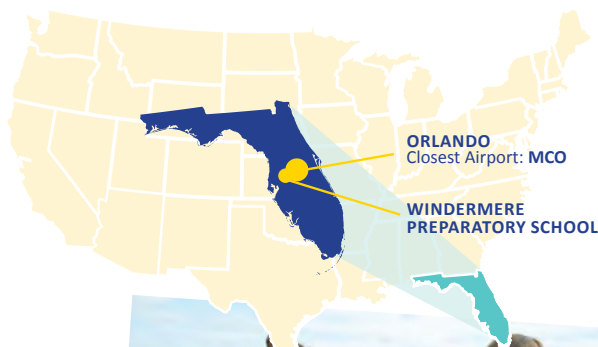 ORLANDO
Closest Airport: MCO
WINDERMERE
PREPARATORY SCHOOL